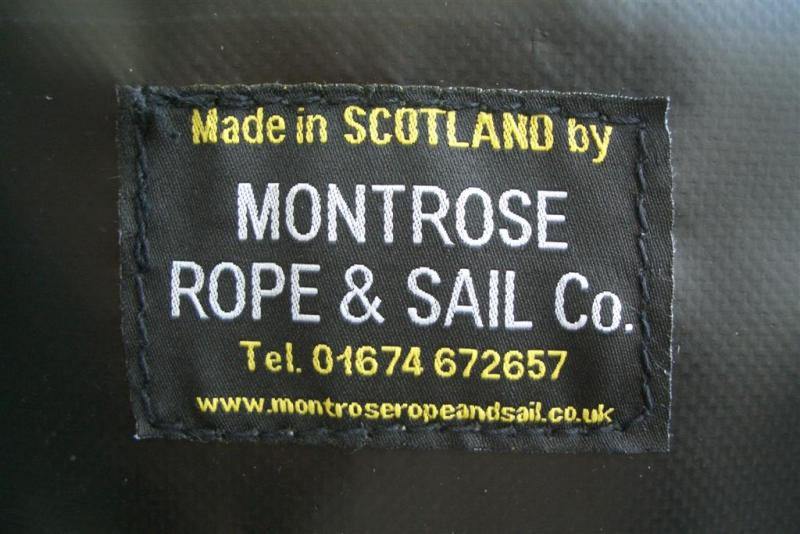 Made in SCOTLAND by
MONTROSE
ROPE & SAIL Co.
Tel. 01674 672657
www.montroseropeandsail.co.uk